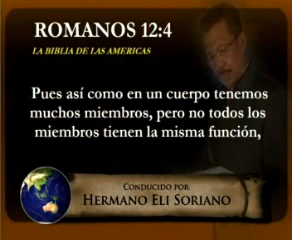 ROMANOS 12:4
LA BIBLIA DE LAS AMERICAS
Pues así como en un cuerpo tenemos
muchos miembros, pero no todos los
miembros tienen la misma función,
CONDUCIDO POR:
HERMANO ELI SORIANO